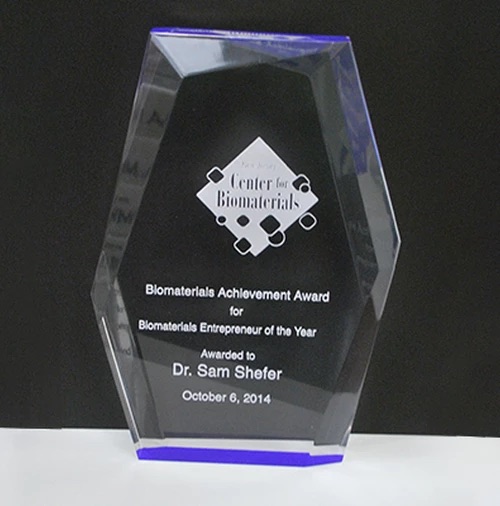 New Jersey
Center for
Biomaterials
Biomaterials Achievement Award
for
Biomaterials Entrepreneur of the Year
Awarded to
Dr. Sam Shefer
October 6, 2014